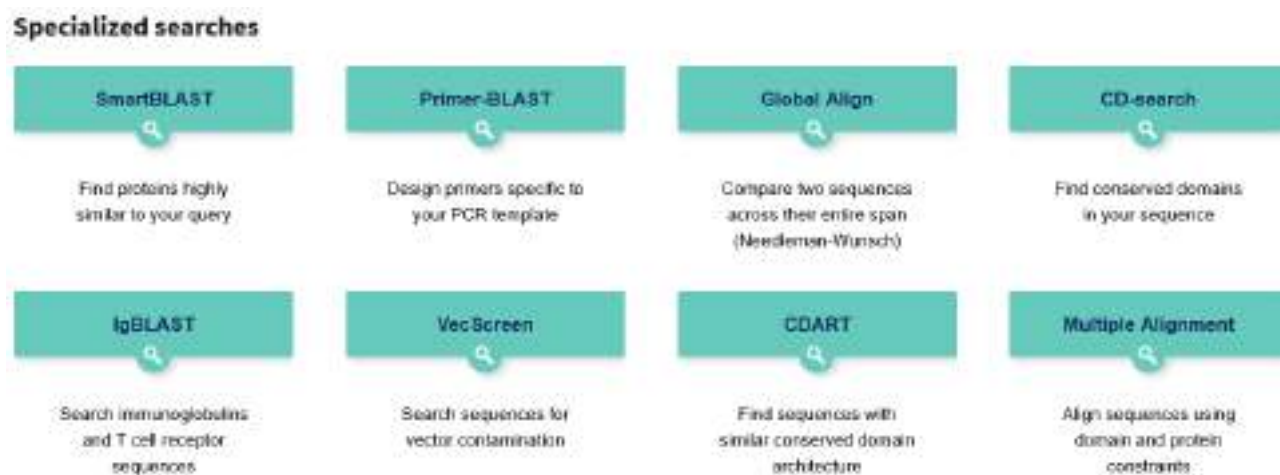 Specialized searches
SmartBLAST
Primer-BLAST
Global Align
CD-search
Find proteins highly
similar to your query
Design primers specific to
your PCR template
Compare two sequences
across their entire span
(Needleman-Wunsch)
Find conserved domains
in your sequence
IgBLAST
VecScreen
CDART
Multiple Alignment
Search immunoglobulins
and T cell receptor
sequences
Search sequences for
vector contamination
Find sequences with
similar conserved domain
architecture
Align sequences using
domain and protein
constraints